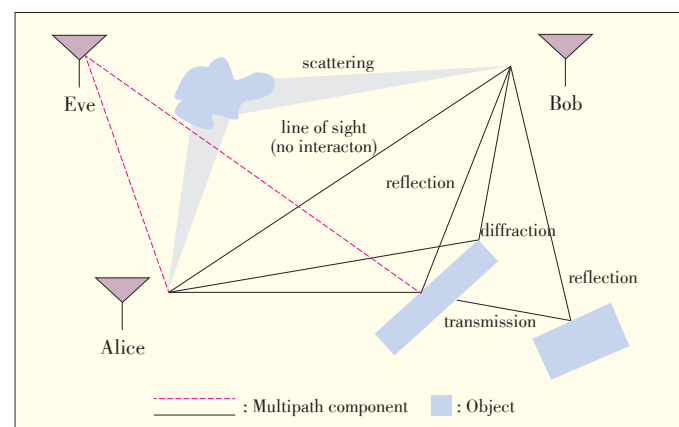 scattering
Eve
Bob
line of sight
(no interacton)
reflection
diffraction
reflection
transmission
Alice
: Multipath component
: Object